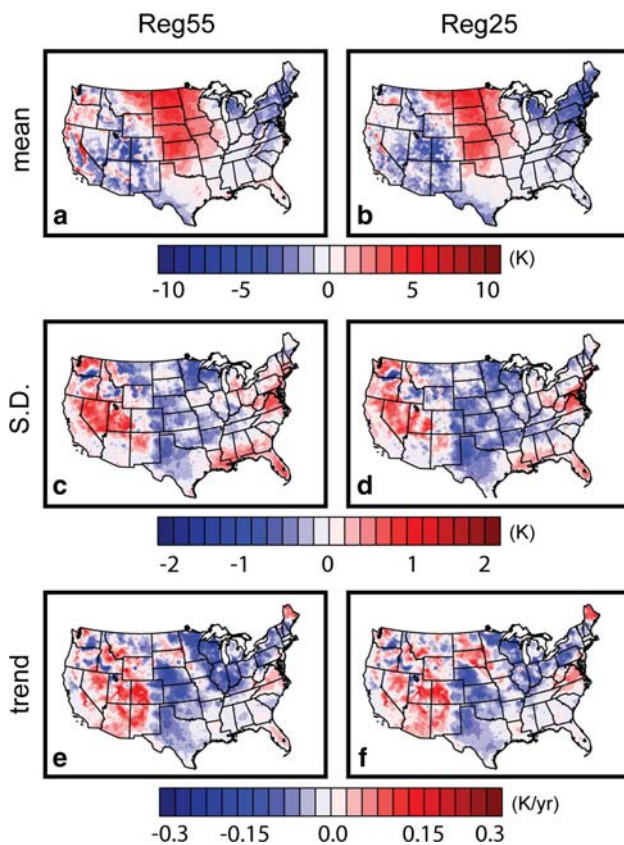 Reg55 Reg25
mean
a b
-10 -5 0 5 10 (K)
S.D.
c d
-2 -1 0 1 2 (K)
trend
e f
-0.3 -0.15 0.0 0.15 0.3 (K/yr)